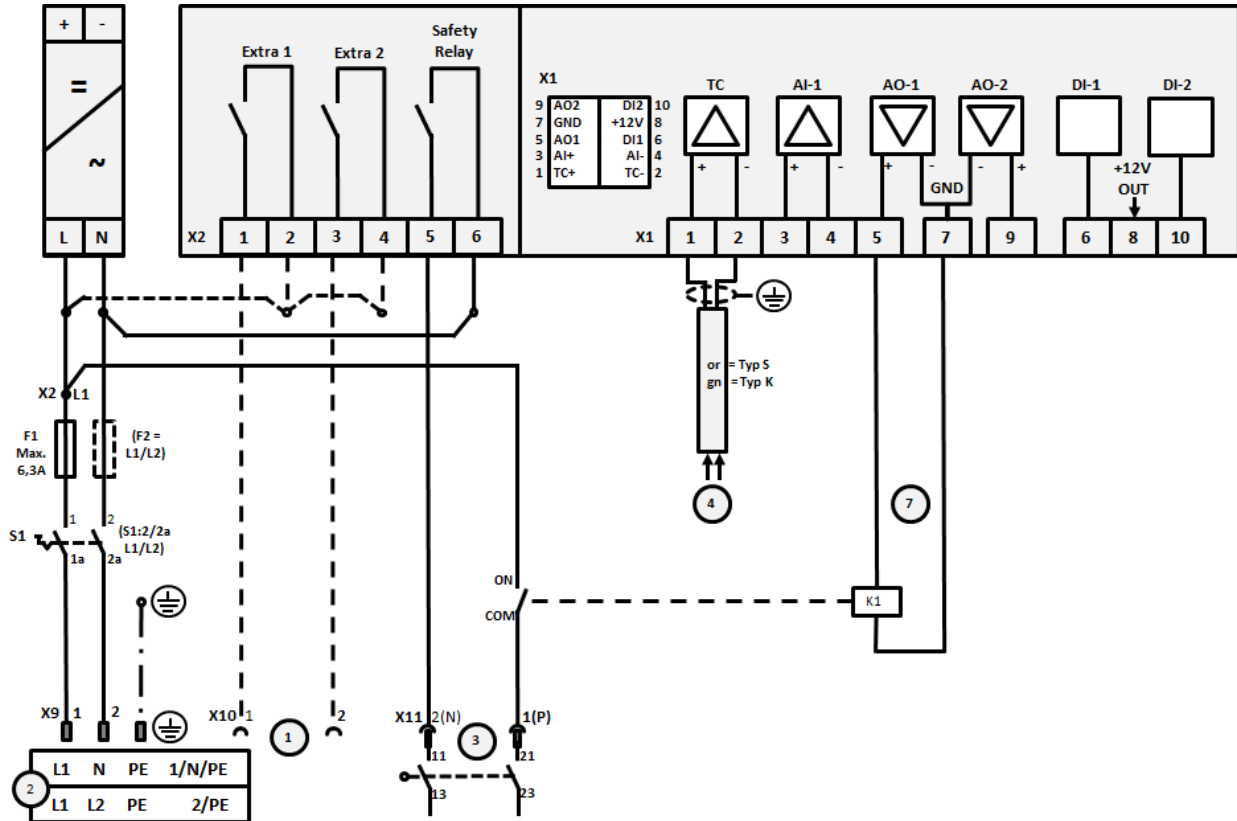 + -
=
~
L N
Extra 1
Extra 2
Safety
Relay
X2 1 2 3 4 5 6
X1
9 AO2 DI2 10
7 GND +12V 8
5 AO1 DI1 6
3 AI+ AI- 4
1 TC+ TC- 2
TC AI-1 AO-1 AO-2 DI-1 DI-2
+ - + - + - - +
GND
+12V
OUT
X1 1 2 3 4 5 7 9 6 8 10
or = Typ S
gn = Typ K
X2 L1
F1
Max.
6,3A
(F2 =
L1/L2)
4
7
S1
1 2
1a 2a
(S1:2/2a
L1/L2)
ON
COM
K1
X9 1 2
X10 1 2
1
X11 2(N) 1(P)
3
11 21
13 23
2
L1 N PE 1/N/PE
L1 L2 PE 2/PE